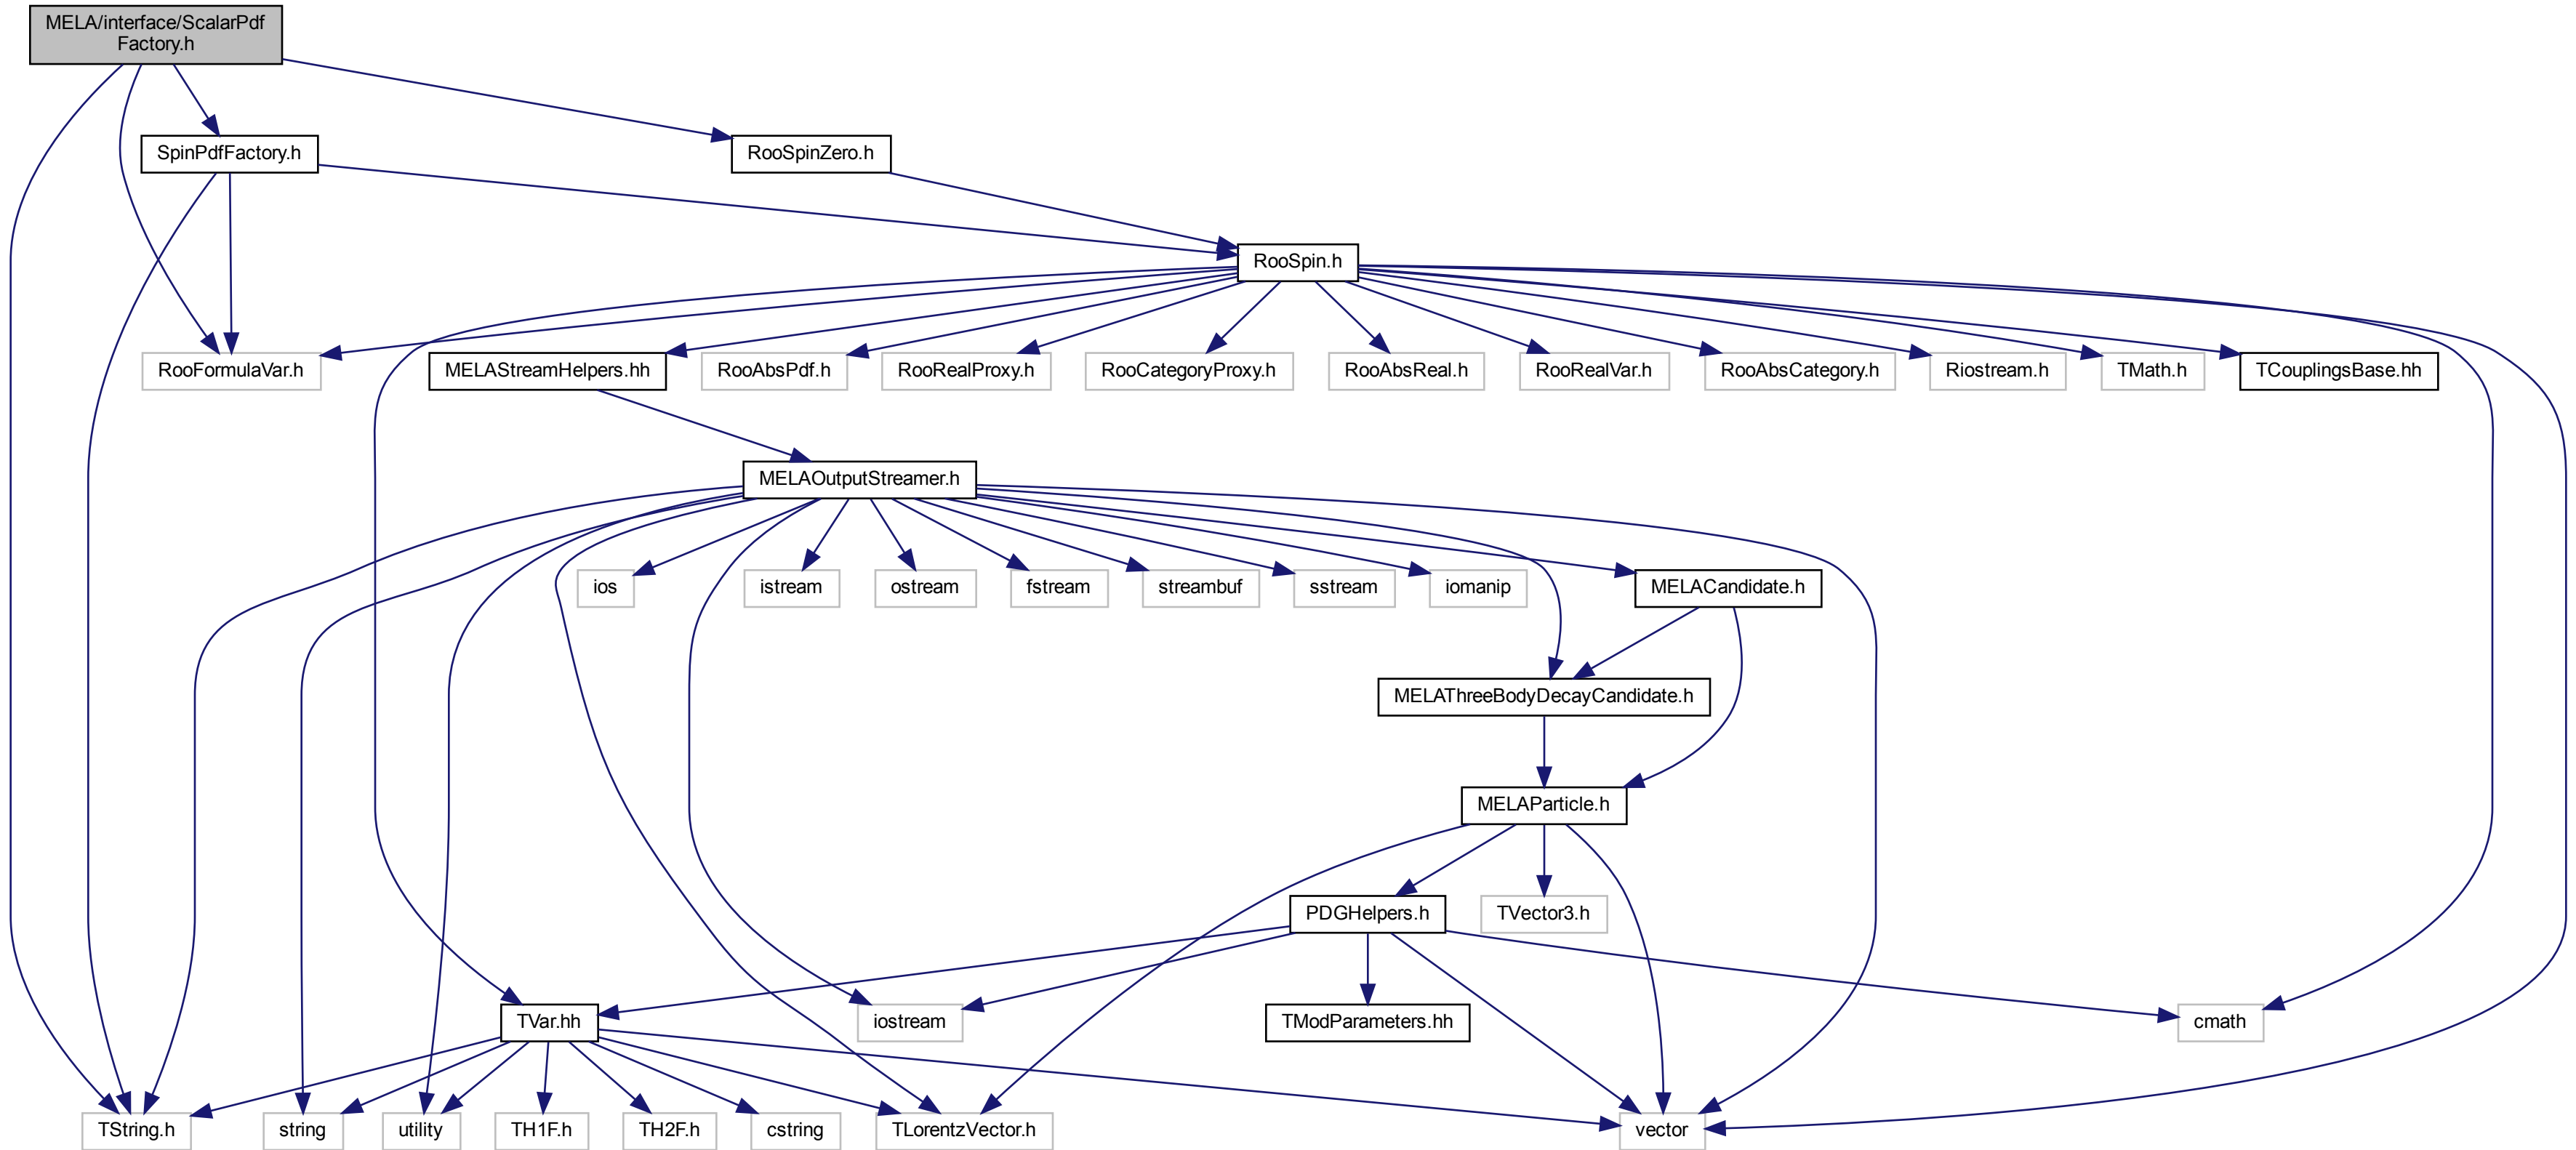 MELA/interface/ScalarPdf
Factory.h
SpinPdfFactory.h
RooSpinZero.h
RooSpin.h
RooFormulaVar.h
MELAStreamHelpers.hh
RooAbsPdf.h
RooRealProxy.h
RooCategoryProxy.h
RooAbsReal.h
RooRealVar.h
RooAbsCategory.h
Riostream.h
TMath.h
TCouplingsBase.hh
MELAOutputStreamer.h
ios
istream
ostream
fstream
streambuf
sstream
iomanip
MELACandidate.h
MELAThreeBodyDecayCandidate.h
MELAParticle.h
PDGHelpers.h
TVector3.h
TVar.hh
iostream
TModParameters.hh
cmath
TString.h
string
utility
TH1F.h
TH2F.h
cstring
TLorentzVector.h
vector